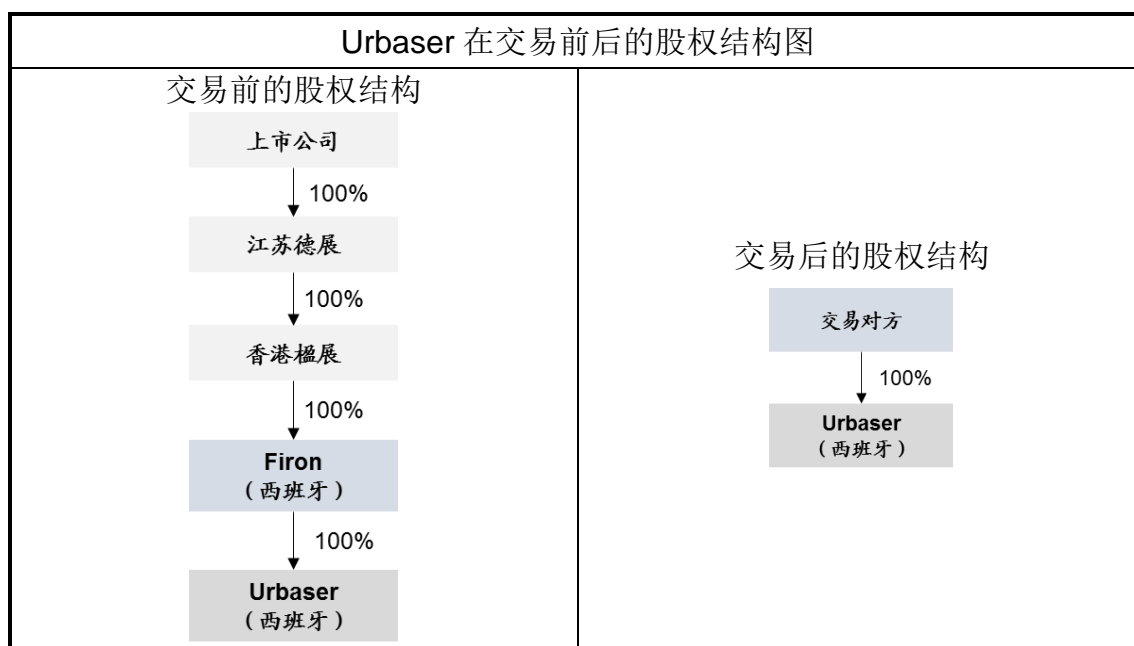 Urbaser 在交易前后的股权结构图
交易前的股权结构
上市公司
100%
江苏德展
100%
香港楹展
100%
Firon
（西班牙）
100%
Urbaser
（西班牙）
交易后的股权结构
交易对方
100%
Urbaser
（西班牙）